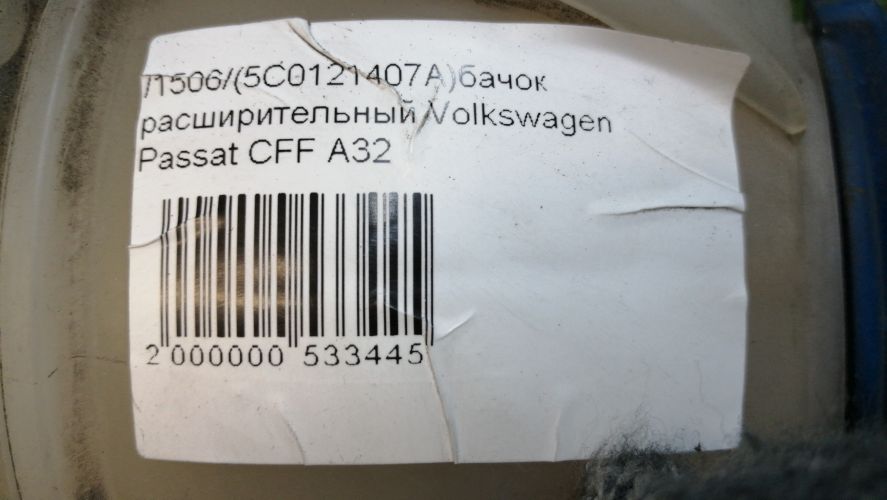 /1506/(5C0121407A)бачок
расширительный,Volkswagen
Passat CFF A32
2 000000 533445